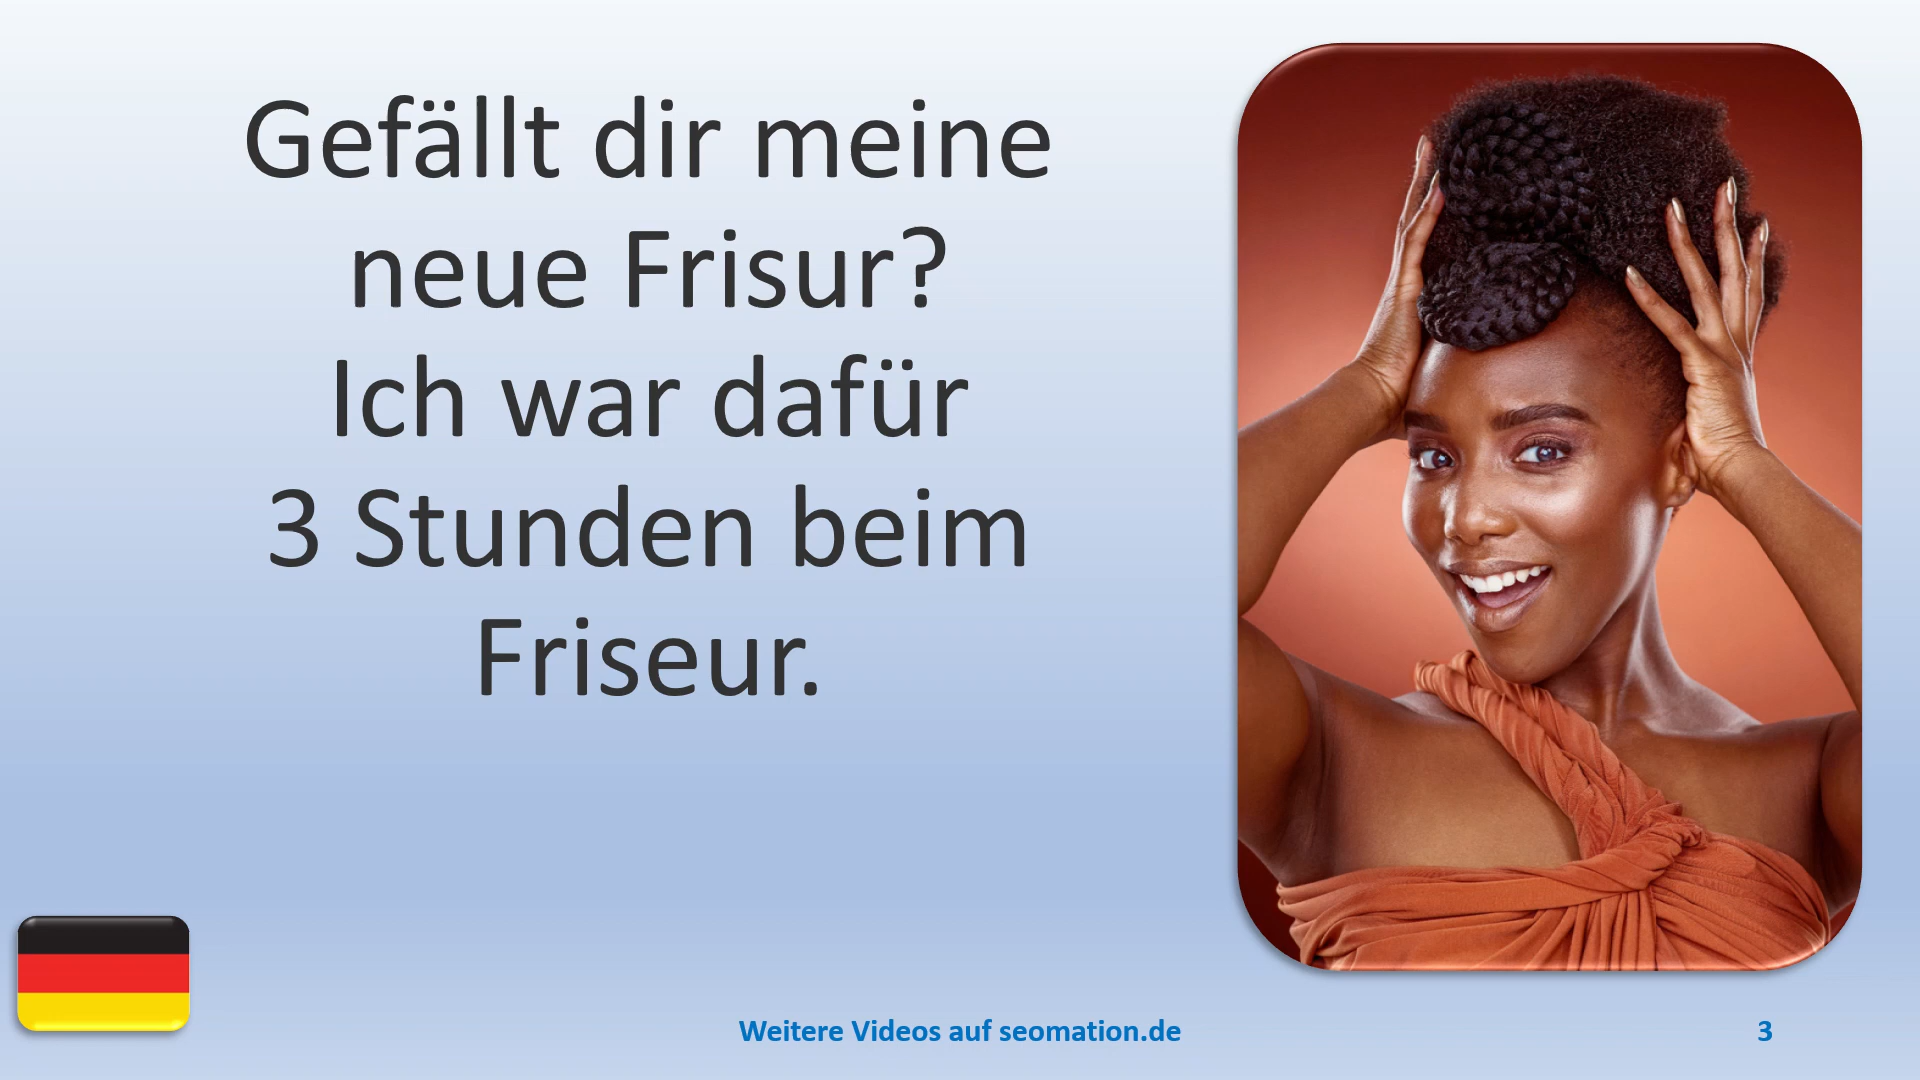 Gefällt dir meine
neue Frisur?
Ich war dafür
3 Stunden beim
Friseur.
Weitere Videos auf seomation.de
3